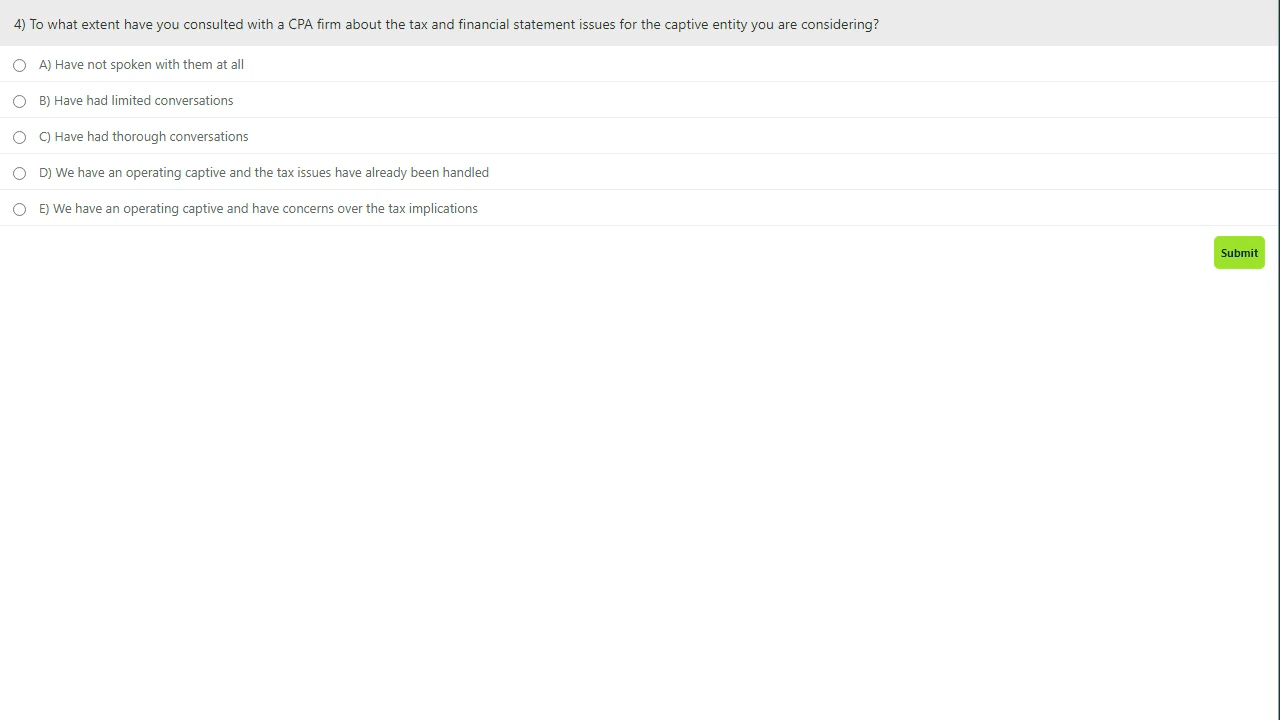 4) To what extent have you consulted with a CPA firm about the tax and financial statement issues for the captive entity you are considering?
A) Have not spoken with them at all
B) Have had limited conversations
C) Have had thorough conversations
D) We have an operating captive and the tax issues have already been handled
E) We have an operating captive and have concerns over the tax implications
Submit